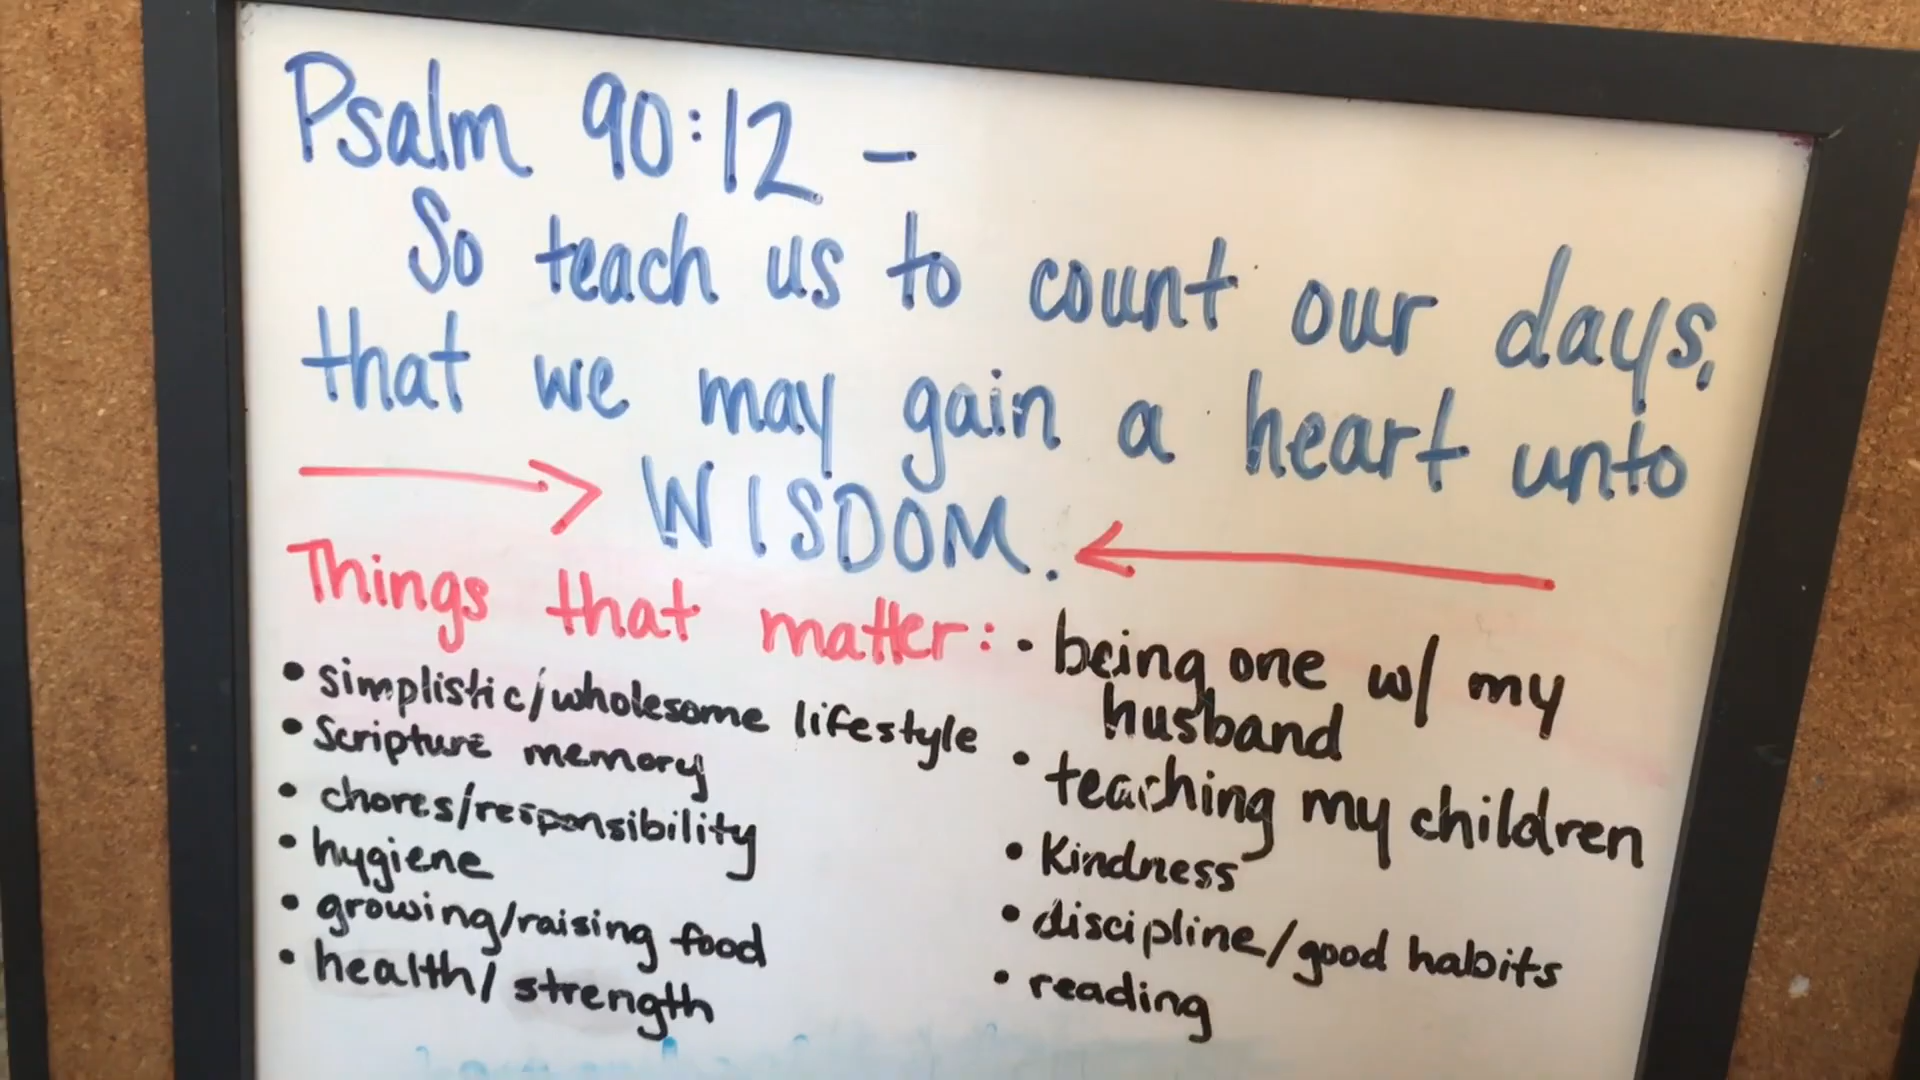 Psalm 90:12 -
So teach us to count our days,
that we may gain a heart unto
WISDOM.
Things that matter:
• simplistic/wholesome lifestyle
• Scripture memory
• chores/responsibility
• hygiene
• growing/raising food
• health/strength
• being one w/ my
husband
• teaching my children
• Kindness
• discipline/good habits
• reading